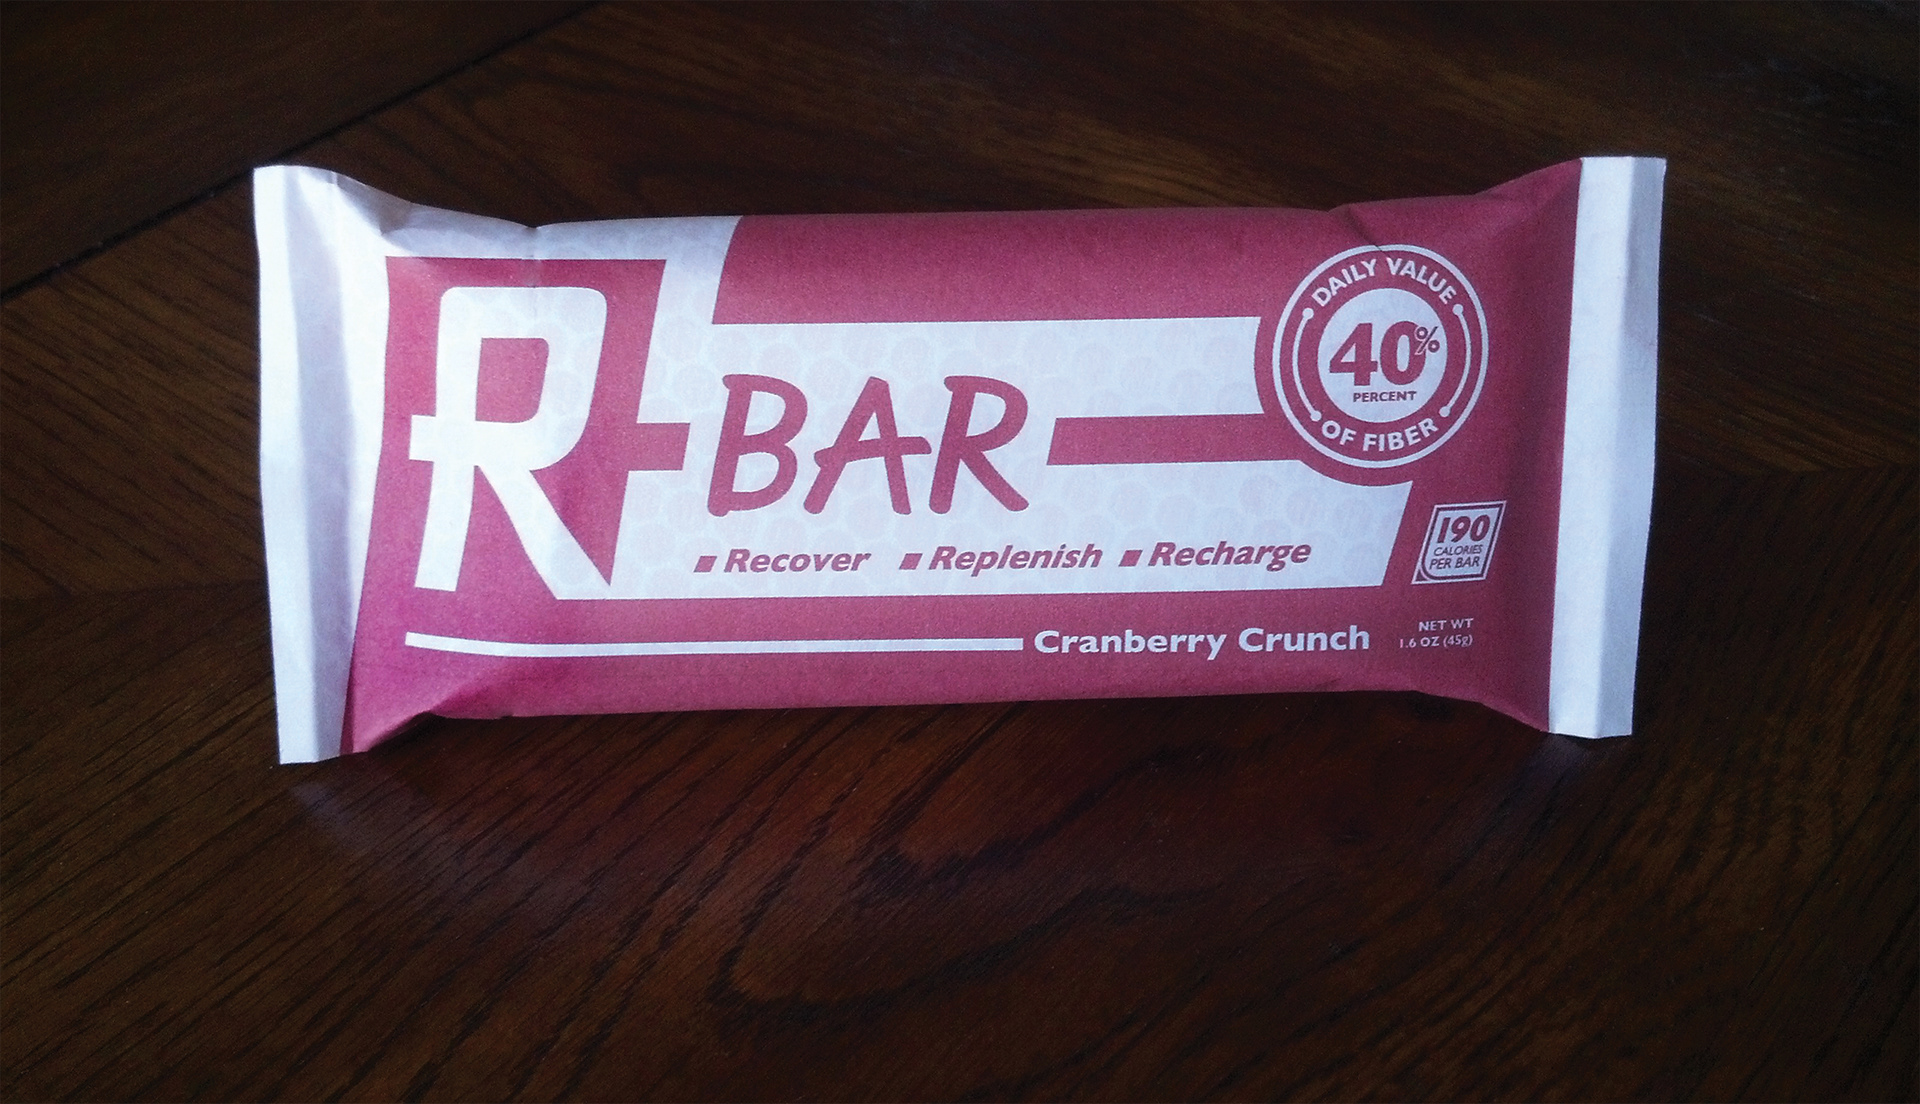 R-BAR
▪ Recover ▪ Replenish ▪ Recharge
Cranberry Crunch
DAILY VALUE
40%
PERCENT
OF FIBER
190
CALORIES
PER BAR
NET WT
1.6 OZ (45g)